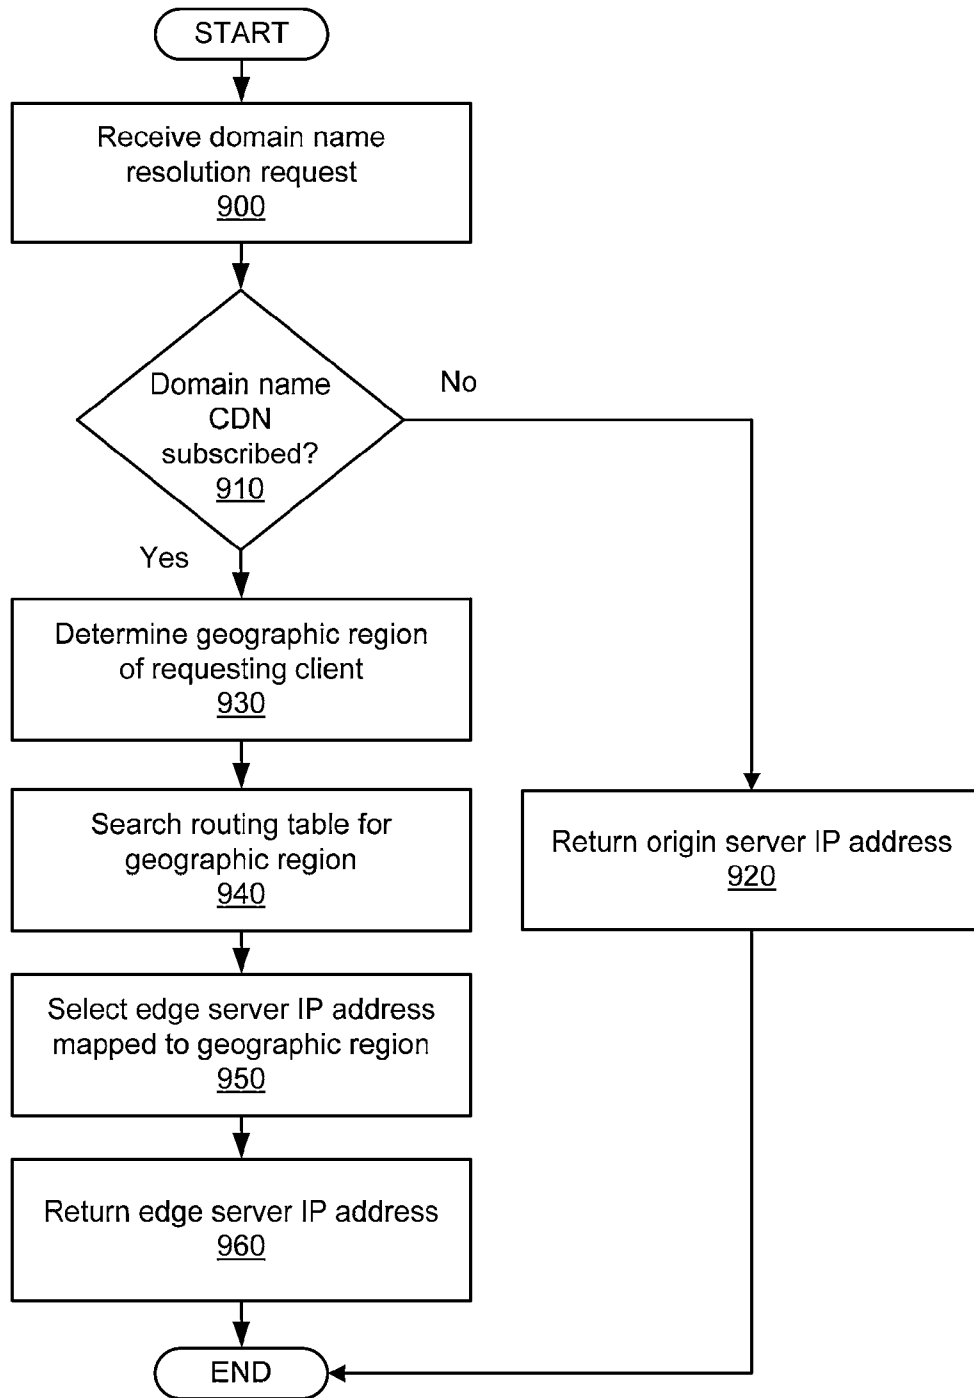 START
Receive domain name
resolution request
900
Domain name
CDN
subscribed?
910
No
Yes
Determine geographic region
of requesting client
930
Search routing table for
geographic region
940
Return origin server IP address
920
Select edge server IP address
mapped to geographic region
950
Return edge server IP address
960
END